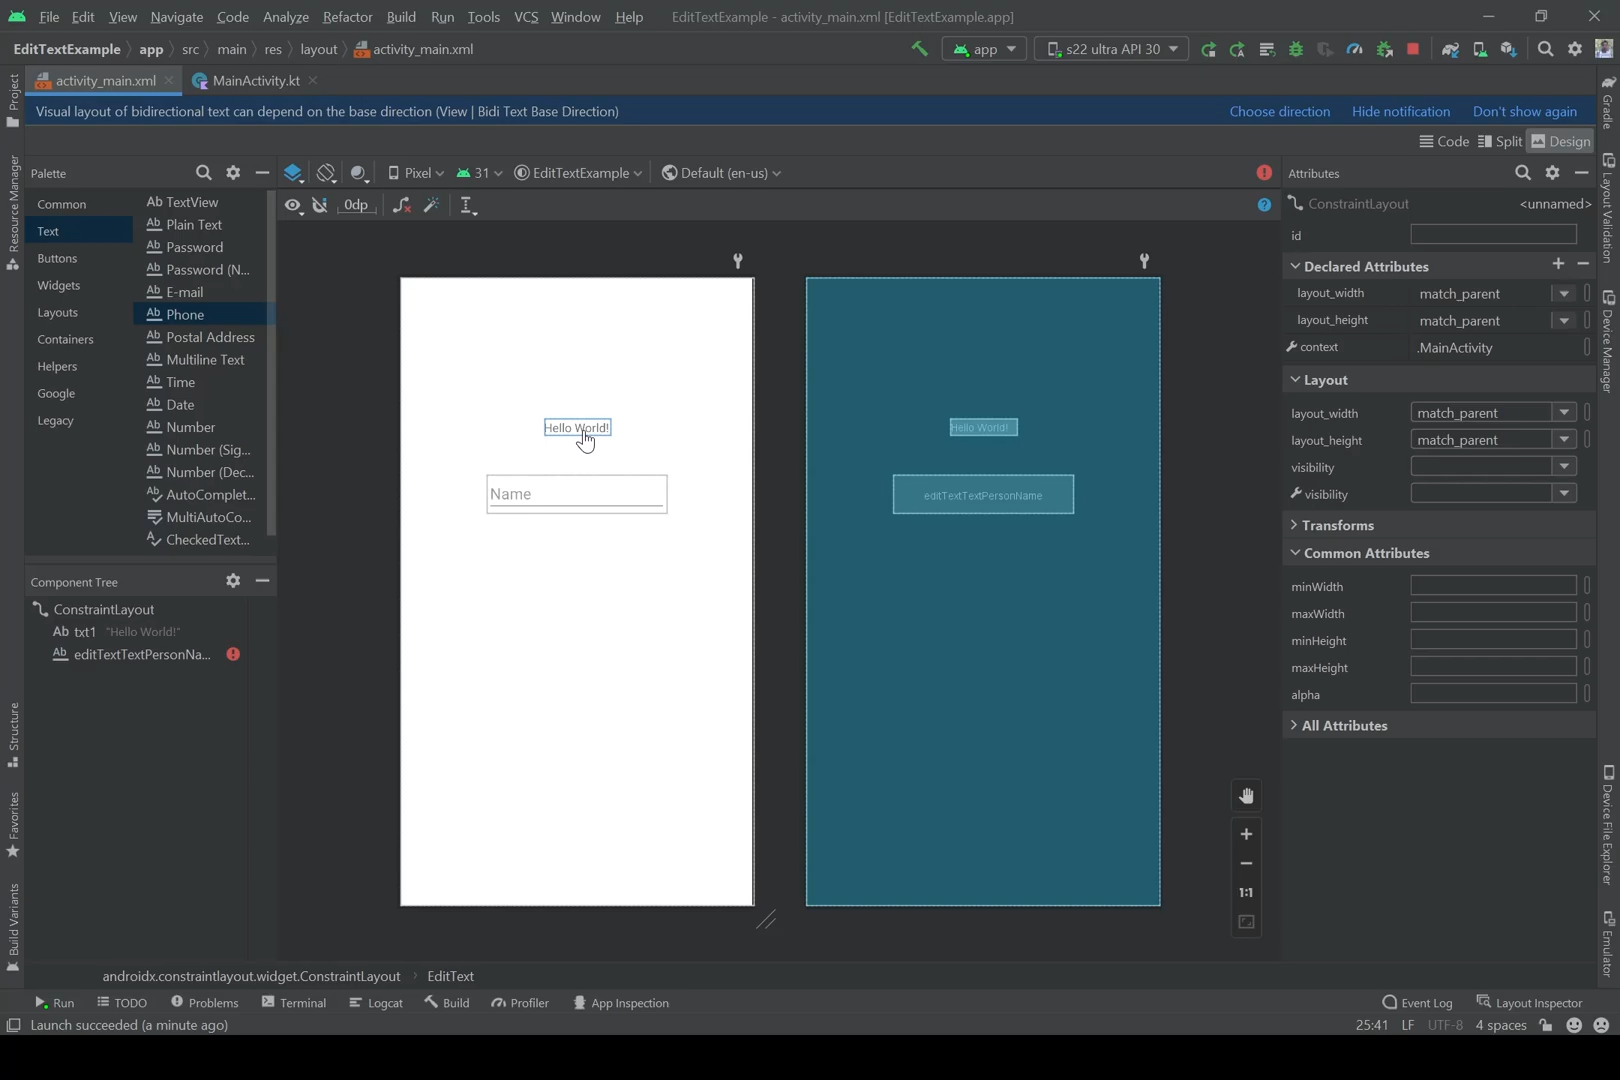 File Edit View Navigate Code Analyze Refactor Build Run Tools VCS Window Help EditTextExample - activity_main.xml [EditTextExample.app]
EditTextExample app src main res layout activity_main.xml app s22 ultra API 30
activity_main.xml MainActivity.kt
Visual layout of bidirectional text can depend on the base direction (View | Bidi Text Base Direction) Choose direction Hide notification Don't show again
Code Split Design
Palette
Pixel 31 EditTextExample Default (en-us)
0dp
Common
Text
Buttons
Widgets
Layouts
Containers
Helpers
Google
Legacy
Ab TextView
Ab Plain Text
Ab Password
Ab Password (N...
Ab E-mail
Ab Phone
Ab Postal Address
Ab Multiline Text
Ab Time
Ab Date
Ab Number
Ab Number (Sig...
Ab Number (Dec...
Ab AutoComplet...
MultiAutoCo...
A CheckedText...
Component Tree
ConstraintLayout
Ab txt1 "Hello World!"
Ab editTextTextPersonNa...
Hello World!
Name
Hello World!
editTextTextPersonName
1:1
Attributes
ConstraintLayout <unnamed>
id
Declared Attributes
layout_width match_parent
layout_height match_parent
context .MainActivity
Layout
layout_width match_parent
layout_height match_parent
visibility
visibility
Transforms
Common Attributes
minWidth
maxWidth
minHeight
maxHeight
alpha
All Attributes
Project
Resource Manager
Structure
Favorites
Build Variants
Gradle
Layout Validation
Device Manager
Device File Explorer
Emulator
androidx.constraintlayout.widget.ConstraintLayout EditText
Run TODO Problems Terminal Logcat Build Profiler App Inspection Event Log Layout Inspector
Launch succeeded (a minute ago) 25:41 LF UTF-8 4 spaces